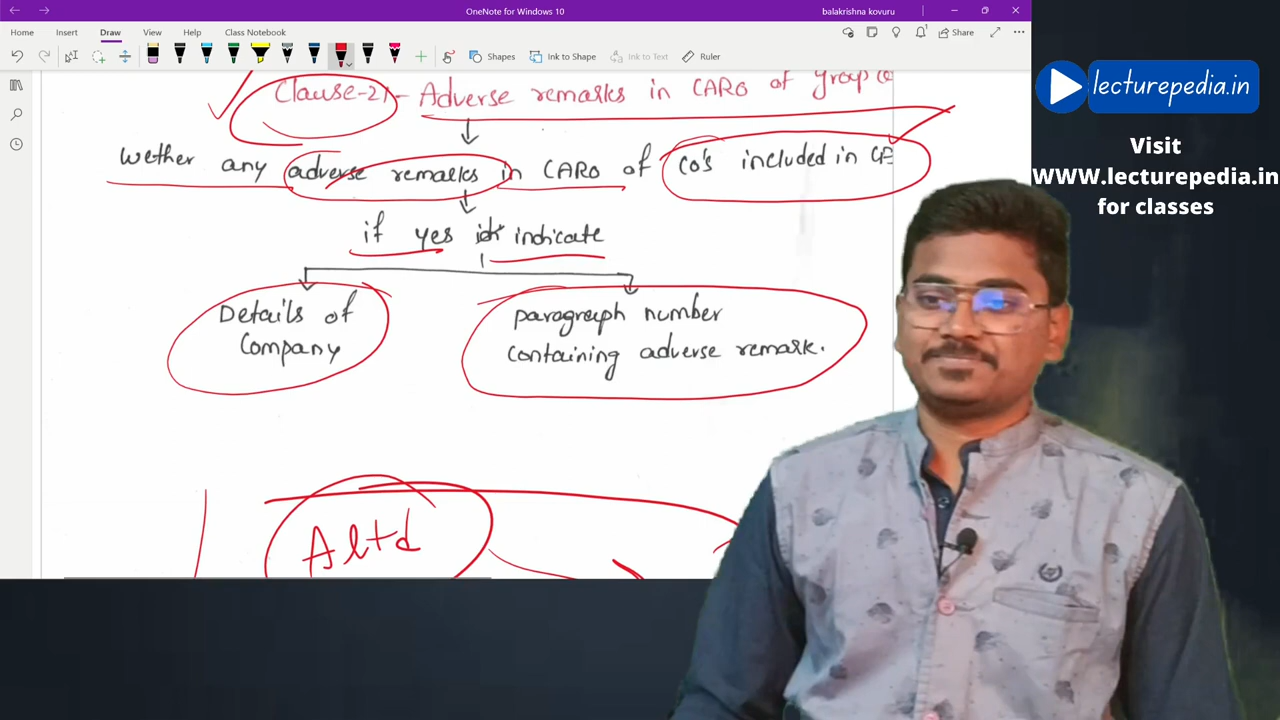 OneNote for Windows 10
balakrishna kovuru
Home Insert Draw View Help Class Notebook
Share
Shapes
Ink to Shape
Ink to Text
Ruler
Clause-21 - Adverse remarks in CARO of group
wether any adverse remarks in CARO of co's included in
if yes indicate
Details of
Company
paragraph number
containing adverse remark.
A Ltd
lecturepedia.in
Visit
WWW.lecturepedia.in
for classes